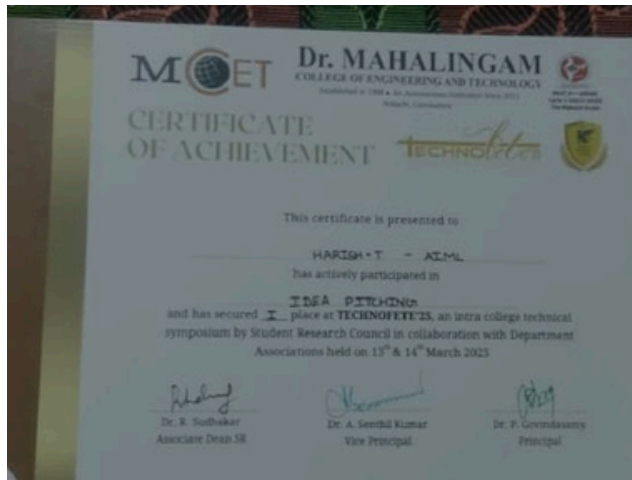 MCET
Dr. MAHALINGAM
COLLEGE OF ENGINEERING AND TECHNOLOGY
CERTIFICATE
OF ACHIEVEMENT
TECHNOfete
This certificate is presented to
HARISH-T - AIML
has actively participated in
IDEA PITCHING
and has secured I place at TECHNOFETE'25, an intra college technical
symposium by Student Research Council in collaboration with Department
Associations held on 13th & 14th March 2025
Dr. R. Sudhakar
Associate Dean SR
Dr. A. Senthil Kumar
Vice Principal
Dr. P. Govindasamy
Principal